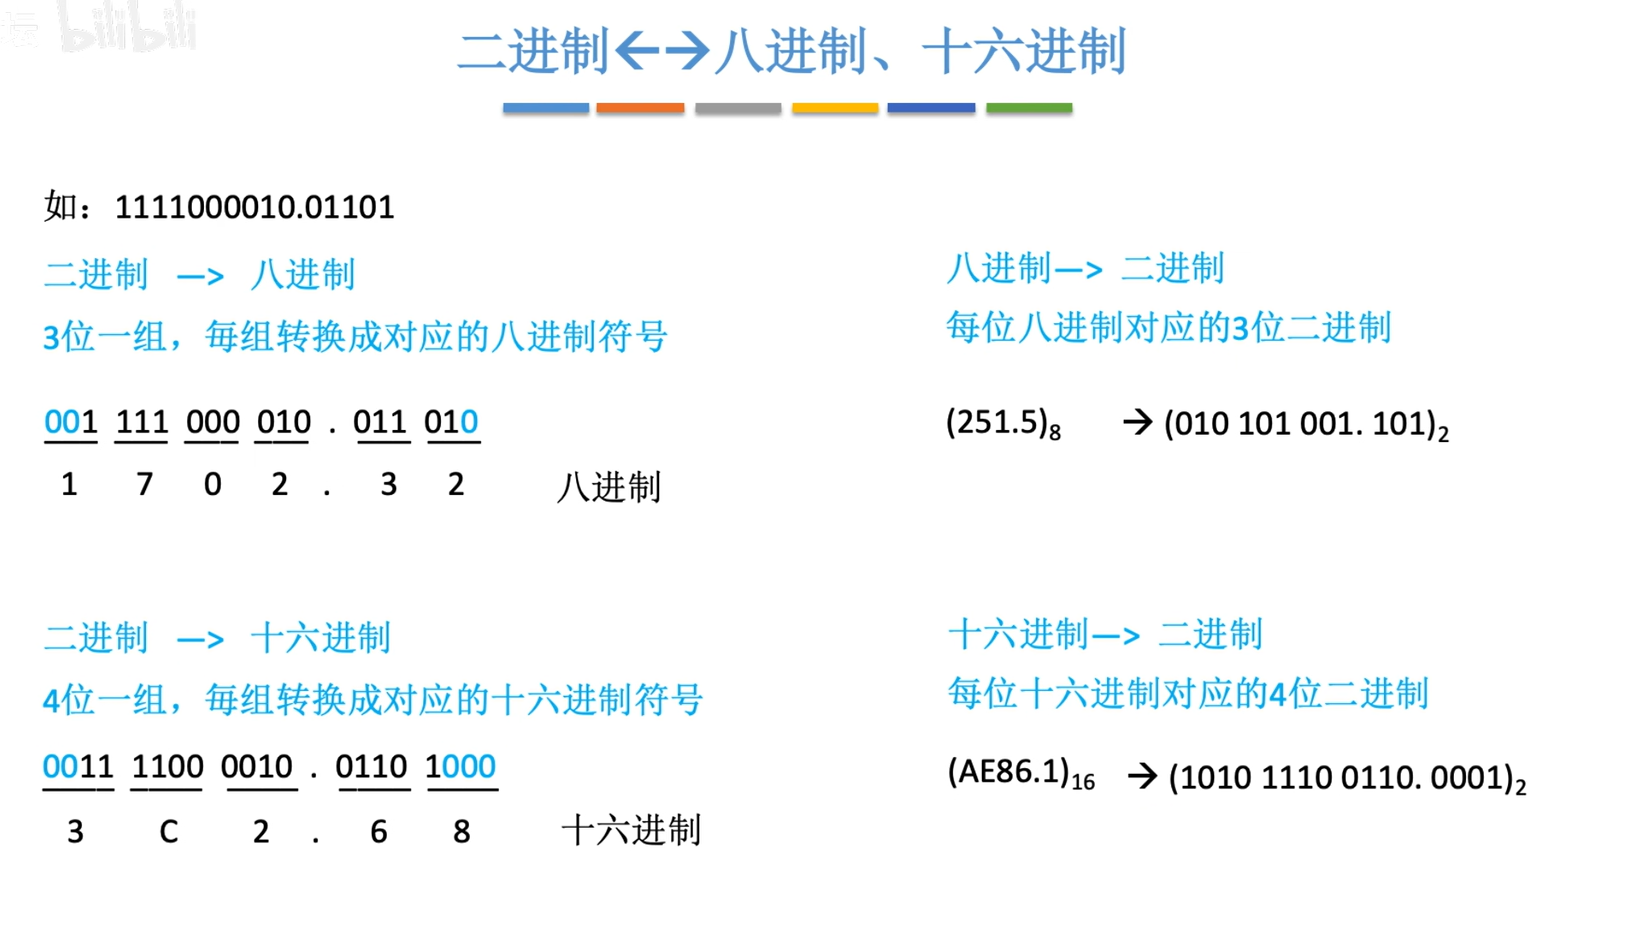 坛 bilibili
二进制←→八进制、十六进制
如：1111000010.01101
二进制 —> 八进制
3位一组，每组转换成对应的八进制符号
001 111 000 010 . 011 010
1 7 0 2 . 3 2 八进制
二进制 —> 十六进制
4位一组，每组转换成对应的十六进制符号
0011 1100 0010 . 0110 1000
3 C 2 . 6 8 十六进制
八进制—> 二进制
每位八进制对应的3位二进制
(251.5)₈ → (010 101 001. 101)₂
十六进制—> 二进制
每位十六进制对应的4位二进制
(AE86.1)₁₆ → (1010 1110 0110. 0001)₂